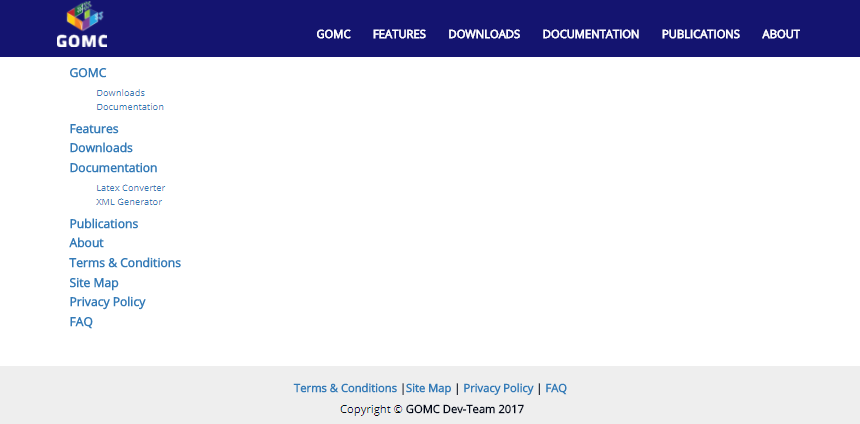 GOMC
GOMC FEATURES DOWNLOADS DOCUMENTATION PUBLICATIONS ABOUT
GOMC
Downloads
Documentation
Features
Downloads
Documentation
Latex Converter
XML Generator
Publications
About
Terms & Conditions
Site Map
Privacy Policy
FAQ
Terms & Conditions |Site Map | Privacy Policy | FAQ
Copyright © GOMC Dev-Team 2017